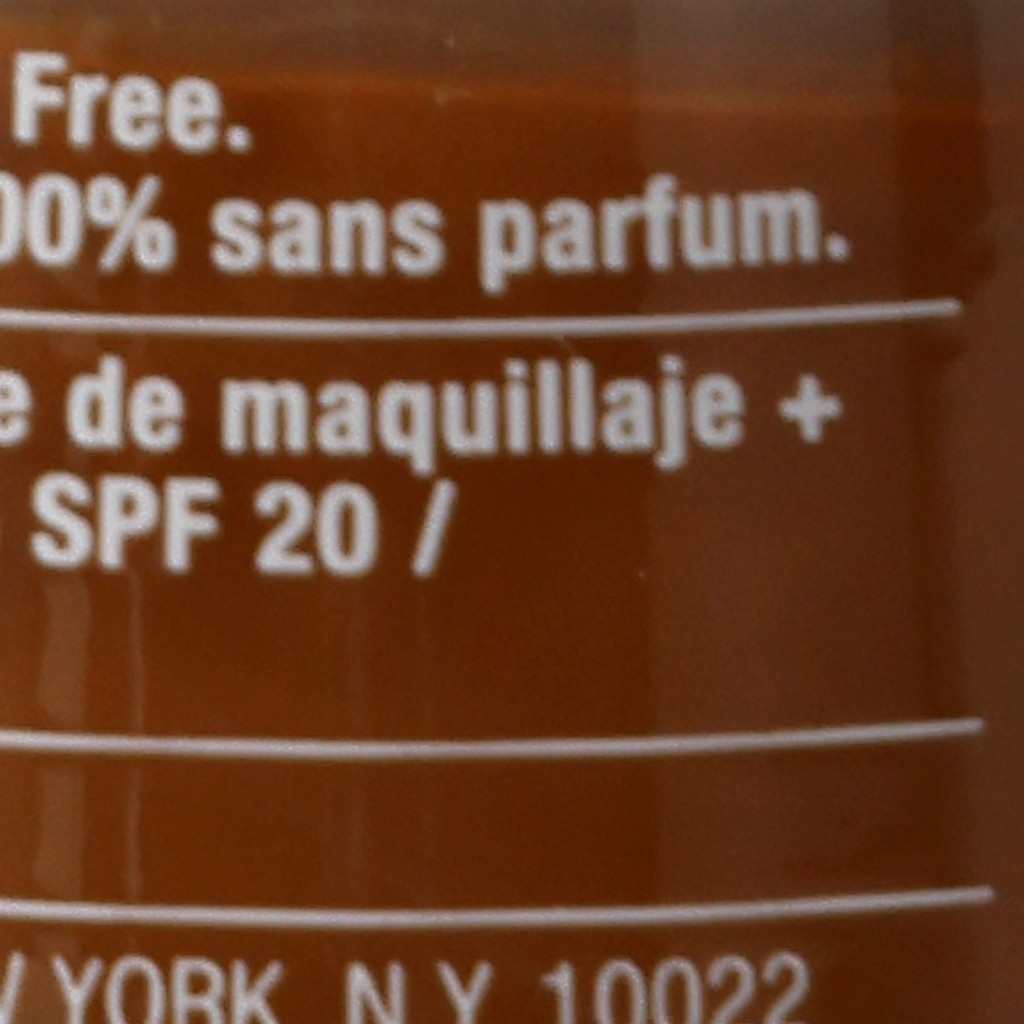 Free.
00% sans parfum.
e de maquillaje +
SPF 20 /
YORK, N.Y. 10022